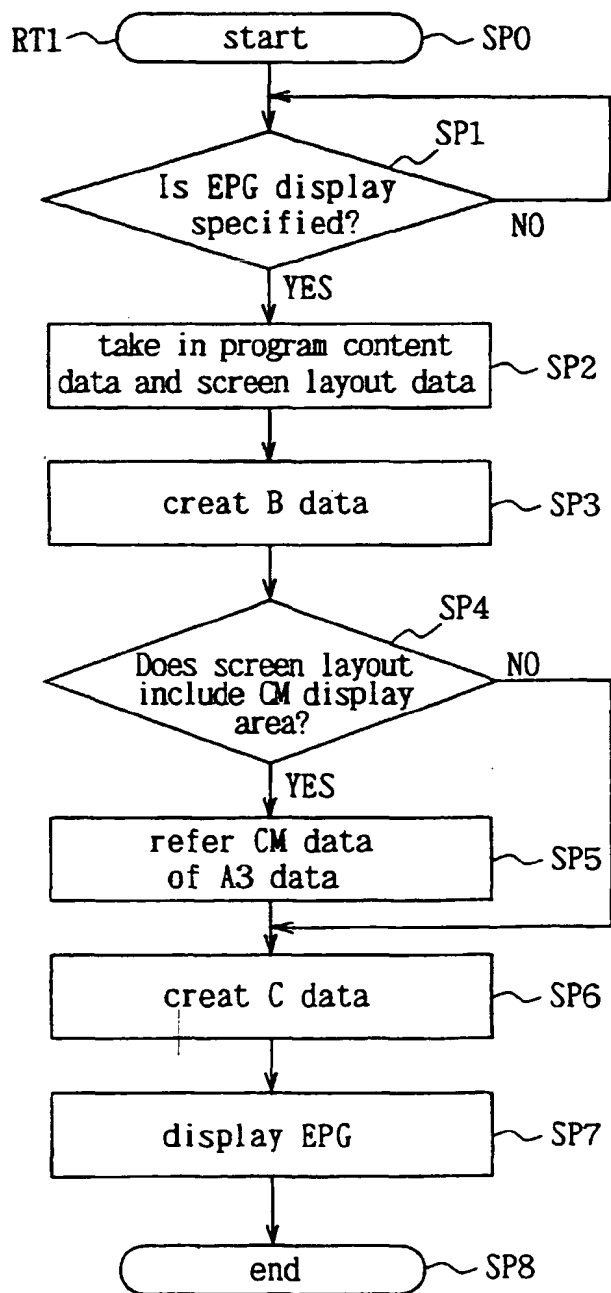 RT1 start SP0
SP1
Is EPG display
specified?
NO
YES
take in program content
data and screen layout data
SP2
creat B data
SP3
SP4
Does screen layout
include CM display
area?
NO
YES
refer CM data
of A3 data
SP5
creat C data
SP6
display EPG
SP7
end
SP8